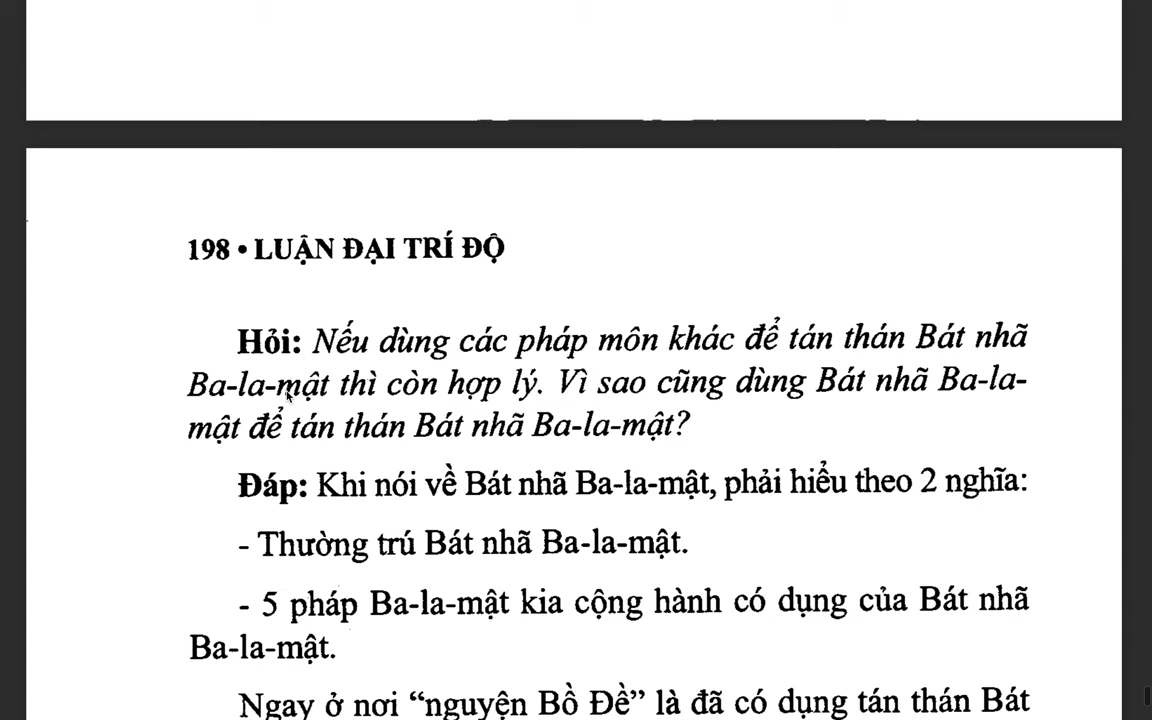 198 • LUẬN ĐẠI TRÍ ĐỘ
Hỏi: Nếu dùng các pháp môn khác để tán thán Bát nhã
Ba-la-mật thì còn hợp lý. Vì sao cũng dùng Bát nhã Ba-la-
mật để tán thán Bát nhã Ba-la-mật?
Đáp: Khi nói về Bát nhã Ba-la-mật, phải hiểu theo 2 nghĩa:
- Thường trú Bát nhã Ba-la-mật.
- 5 pháp Ba-la-mật kia cộng hành có dụng của Bát nhã
Ba-la-mật.
Ngay ở nơi “nguyện Bồ Đề” là đã có dụng tán thán Bát